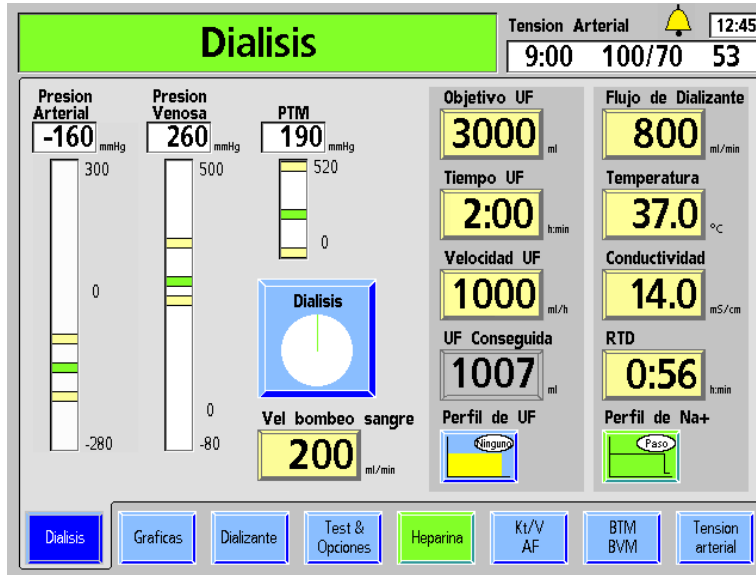 Dialisis
Tension Arterial
12:45
9:00 100/70 53
Presion Arterial
-160 mmHg
300
0
-280
Presion Venosa
260 mmHg
500
0
-80
PTM
190 mmHg
520
0
Dialisis
Vel bombeo sangre
200 ml/min
Objetivo UF
3000 ml
Tiempo UF
2:00 h:min
Velocidad UF
1000 ml/h
UF Conseguida
1007 ml
Perfil de UF
Ninguno
Flujo de Dializante
800 ml/min
Temperatura
37.0 °C
Conductividad
14.0 mS/cm
RTD
0:56 h:min
Perfil de Na+
Paso
Dialisis
Graficas
Dializante
Test &
Opciones
Heparina
Kt/V
AF
BTM
BVM
Tension
arterial